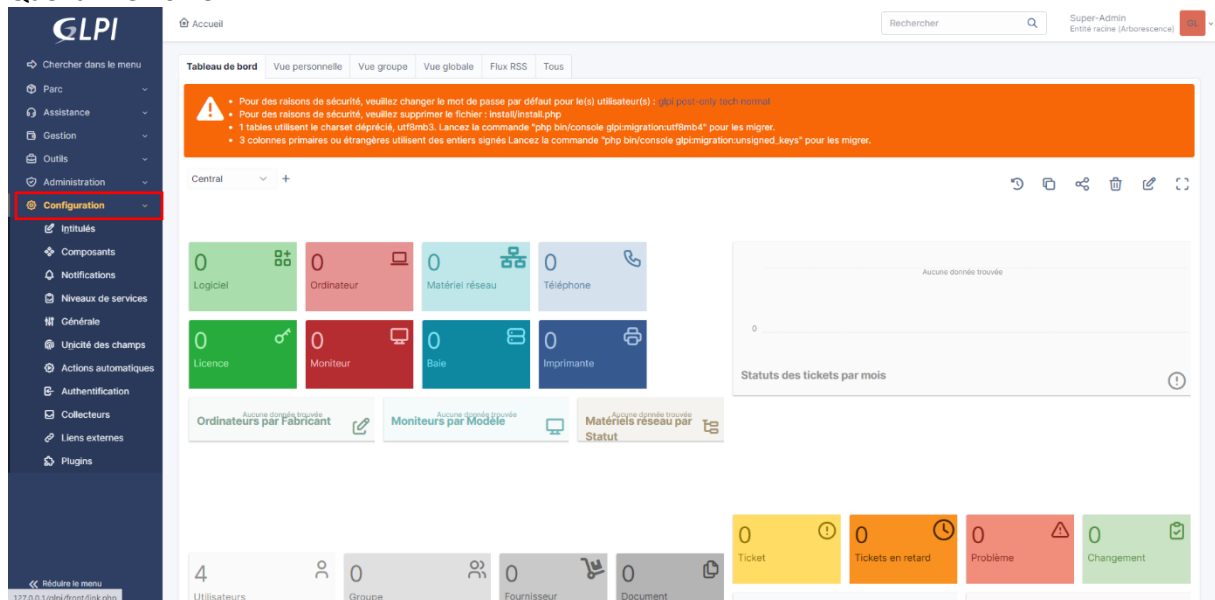 GLPI
Accueil
Rechercher
Super-Admin
Entité racine (Arborescence)
GL
Chercher dans le menu
Parc
Assistance
Gestion
Outils
Administration
Configuration
Intitulés
Composants
Notifications
Niveaux de services
Générale
Unicité des champs
Actions automatiques
Authentification
Collecteurs
Liens externes
Plugins
Réduire le menu
127.0.0.1/glpi/front/link.php
Tableau de bord
Vue personnelle
Vue groupe
Vue globale
Flux RSS
Tous
• Pour des raisons de sécurité, veuillez changer le mot de passe par défaut pour le(s) utilisateur(s) : glpi post-only tech normal
• Pour des raisons de sécurité, veuillez supprimer le fichier : install/install.php
• 1 tables utilisent le charset déprécié, utf8mb3. Lancez la commande "php bin/console glpi:migration:utf8mb4" pour les migrer.
• 3 colonnes primaires ou étrangères utilisent des entiers signés Lancez la commande "php bin/console glpi:migration:unsigned_keys" pour les migrer.
Central
+
0
Logiciel
0
Ordinateur
0
Matériel réseau
0
Téléphone
0
Licence
0
Moniteur
0
Baie
0
Imprimante
Aucune donnée trouvée
0
Statuts des tickets par mois
Aucune donnée trouvée
Ordinateurs par Fabricant
Aucune donnée trouvée
Moniteurs par Modèle
Aucune donnée trouvée
Matériels réseau par
Statut
4
Utilisateurs
0
Groupe
0
Fournisseur
0
Document
0
Ticket
0
Tickets en retard
0
Problème
0
Changement